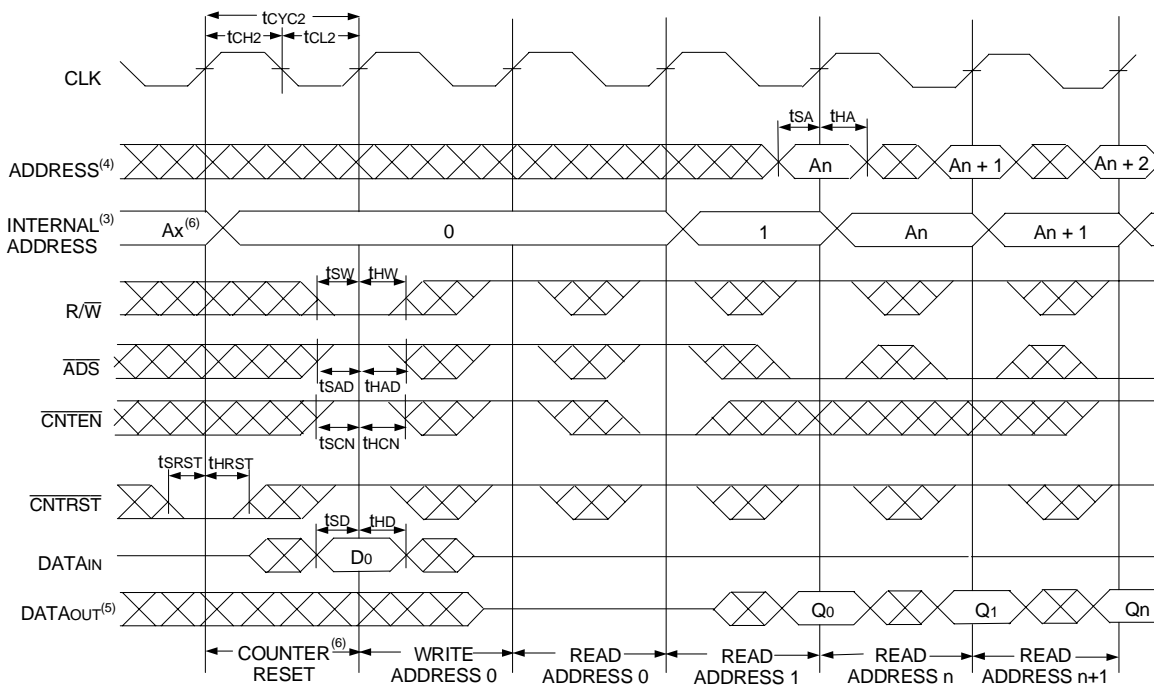 tCYC2
tCH2 tCL2
CLK
tSA tHA
ADDRESS(4) An An + 1 An + 2
INTERNAL(3)
ADDRESS Ax(6) 0 1 An An + 1
tSW tHW
R/W
ADS
tSAD tHAD
CNTEN
tSCN tHCN
tSRST tHRST
CNTRST
tSD tHD
DATAIN D0
DATAOUT(5) Q0 Q1 Qn
COUNTER(6) WRITE READ READ READ READ
RESET ADDRESS 0 ADDRESS 0 ADDRESS 1 ADDRESS n ADDRESS n+1